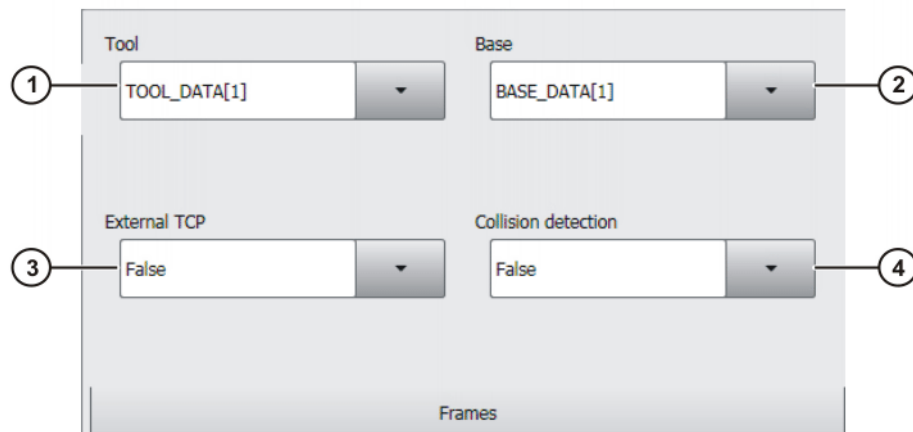 Tool Base
1 TOOL_DATA[1] BASE_DATA[1] 2
External TCP Collision detection
3 False False 4
Frames